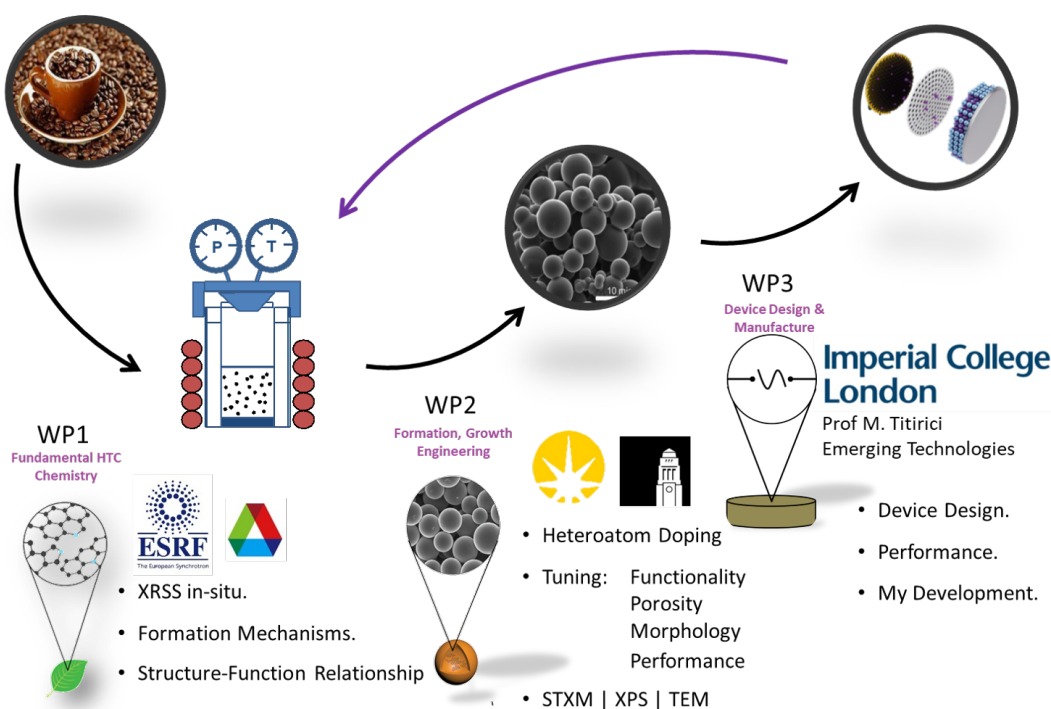 P
T
10 mic
WP1
Fundamental HTC
Chemistry
ESRF
The European Synchrotron
• XRSS in-situ.
• Formation Mechanisms.
• Structure-Function Relationship
WP2
Formation, Growth
Engineering
• Heteroatom Doping
• Tuning: Functionality
Porosity
Morphology
Performance
• STXM | XPS | TEM
WP3
Device Design &
Manufacture
Imperial College
London
Prof M. Titirici
Emerging Technologies
• Device Design.
• Performance.
• My Development.